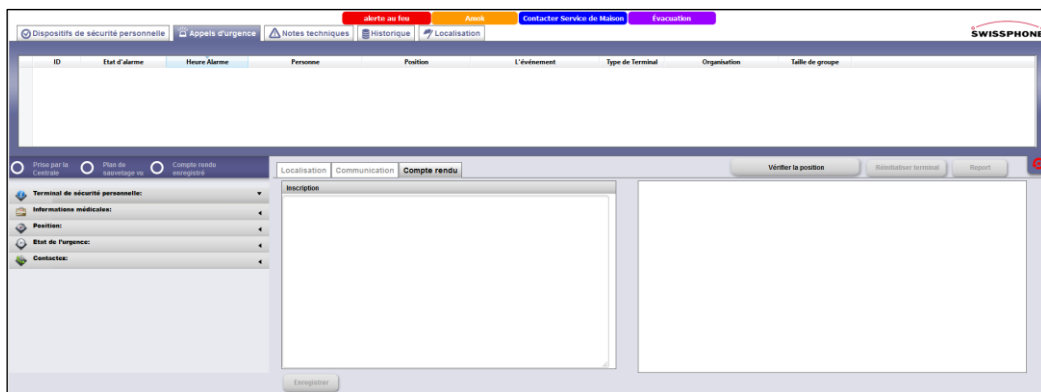 alerte au feu
Amok
Contacter Service de Maison
Évacuation
Dispositifs de sécurité personnelle
Appels d'urgence
Notes techniques
Historique
Localisation
SWISSPHONE
ID Etat d'alarme Heure Alarme Personne Position L'événement Type de Terminal Organisation Taille de groupe
Prise par la Centrale
Plan de sauvetage vu
Compte rendu enregistré
Localisation Communication Compte rendu
Vérifier la position
Réinitialiser terminal
Report
Terminal de sécurité personnelle:
Informations médicales:
Position:
Etat de l'urgence:
Contactez:
Inscription
Enregistrer